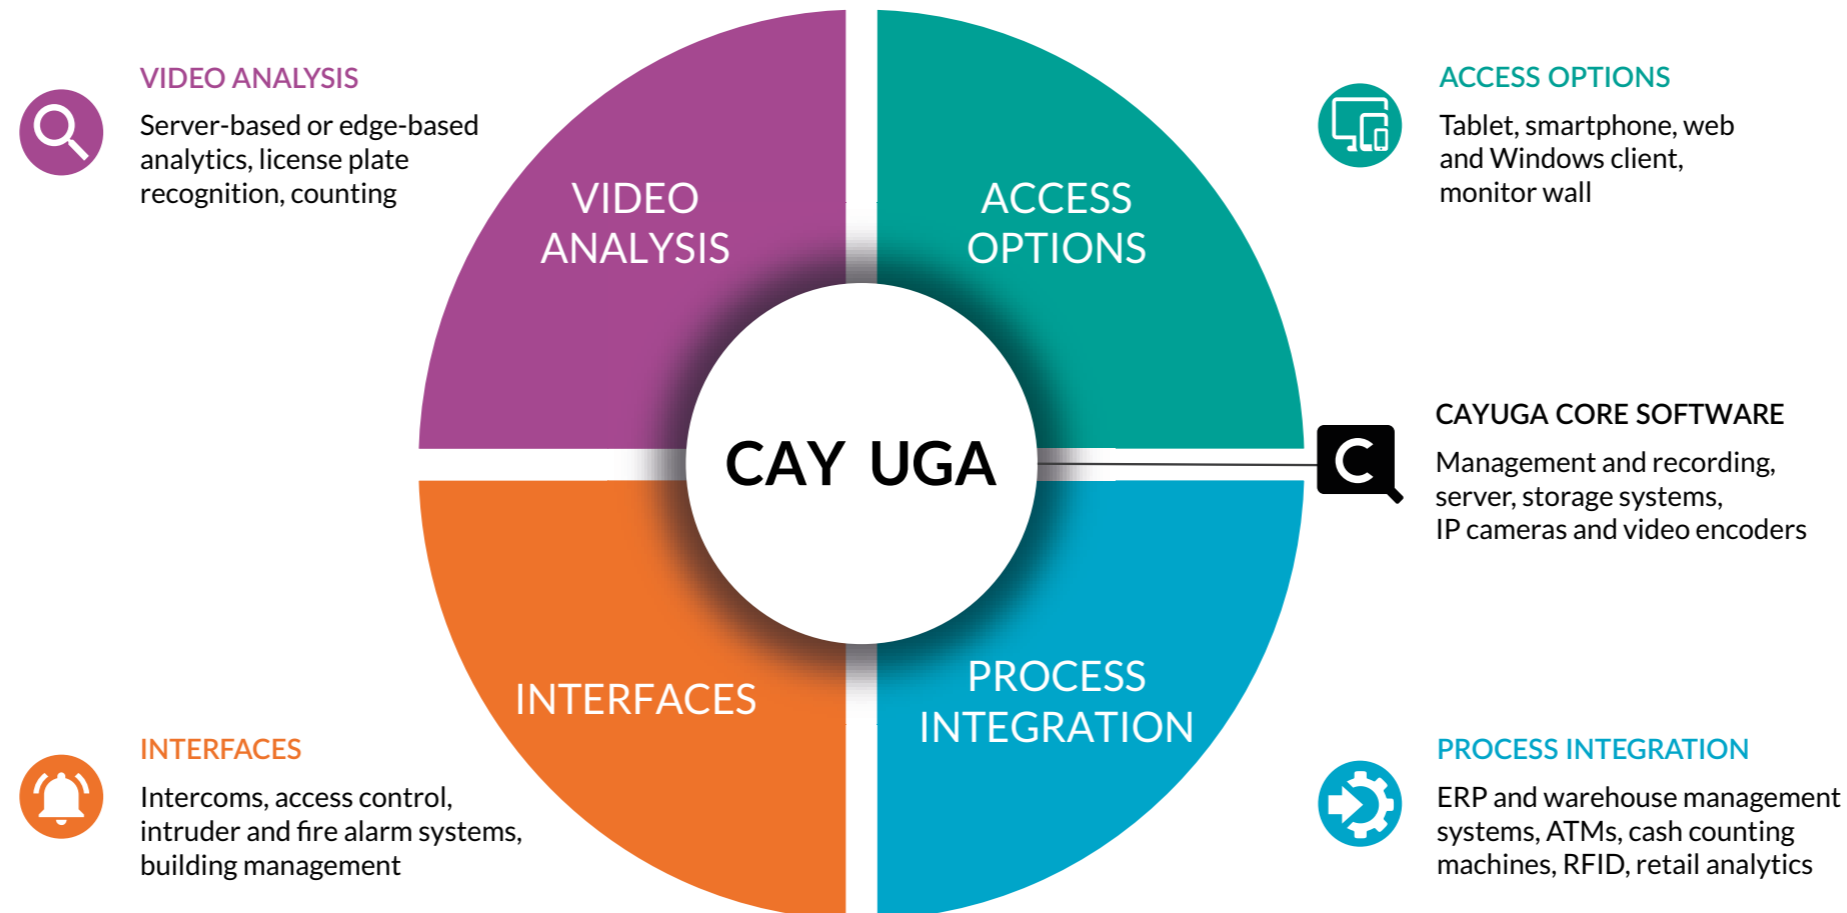 VIDEO ANALYSIS
Server-based or edge-based
analytics, license plate
recognition, counting
VIDEO
ANALYSIS
ACCESS
OPTIONS
ACCESS OPTIONS
Tablet, smartphone, web
and Windows client,
monitor wall
CAY UGA
C
CAYUGA CORE SOFTWARE
Management and recording,
server, storage systems,
IP cameras and video encoders
INTERFACES
PROCESS
INTEGRATION
INTERFACES
Intercoms, access control,
intruder and fire alarm systems,
building management
PROCESS INTEGRATION
ERP and warehouse management
systems, ATMs, cash counting
machines, RFID, retail analytics